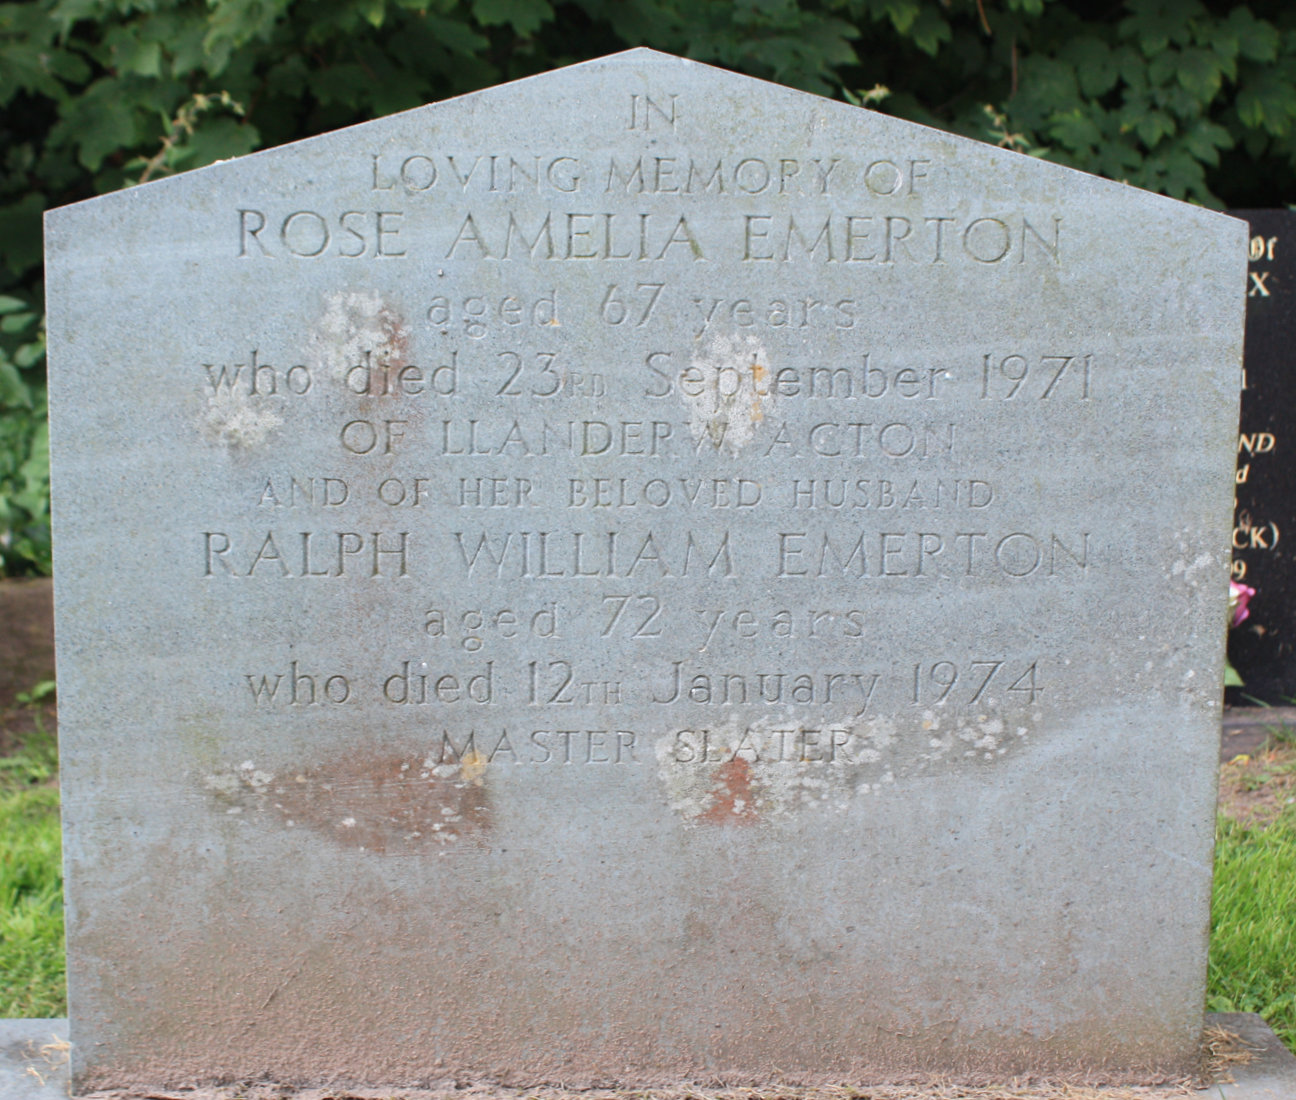 IN
LOVING MEMORY OF
ROSE AMELIA EMERTON
aged 67 years
who died 23RD September 1971
OF LLANDERW ACTON
AND OF HER BELOVED HUSBAND
RALPH WILLIAM EMERTON
aged 72 years
who died 12TH January 1974
MASTER SLATER